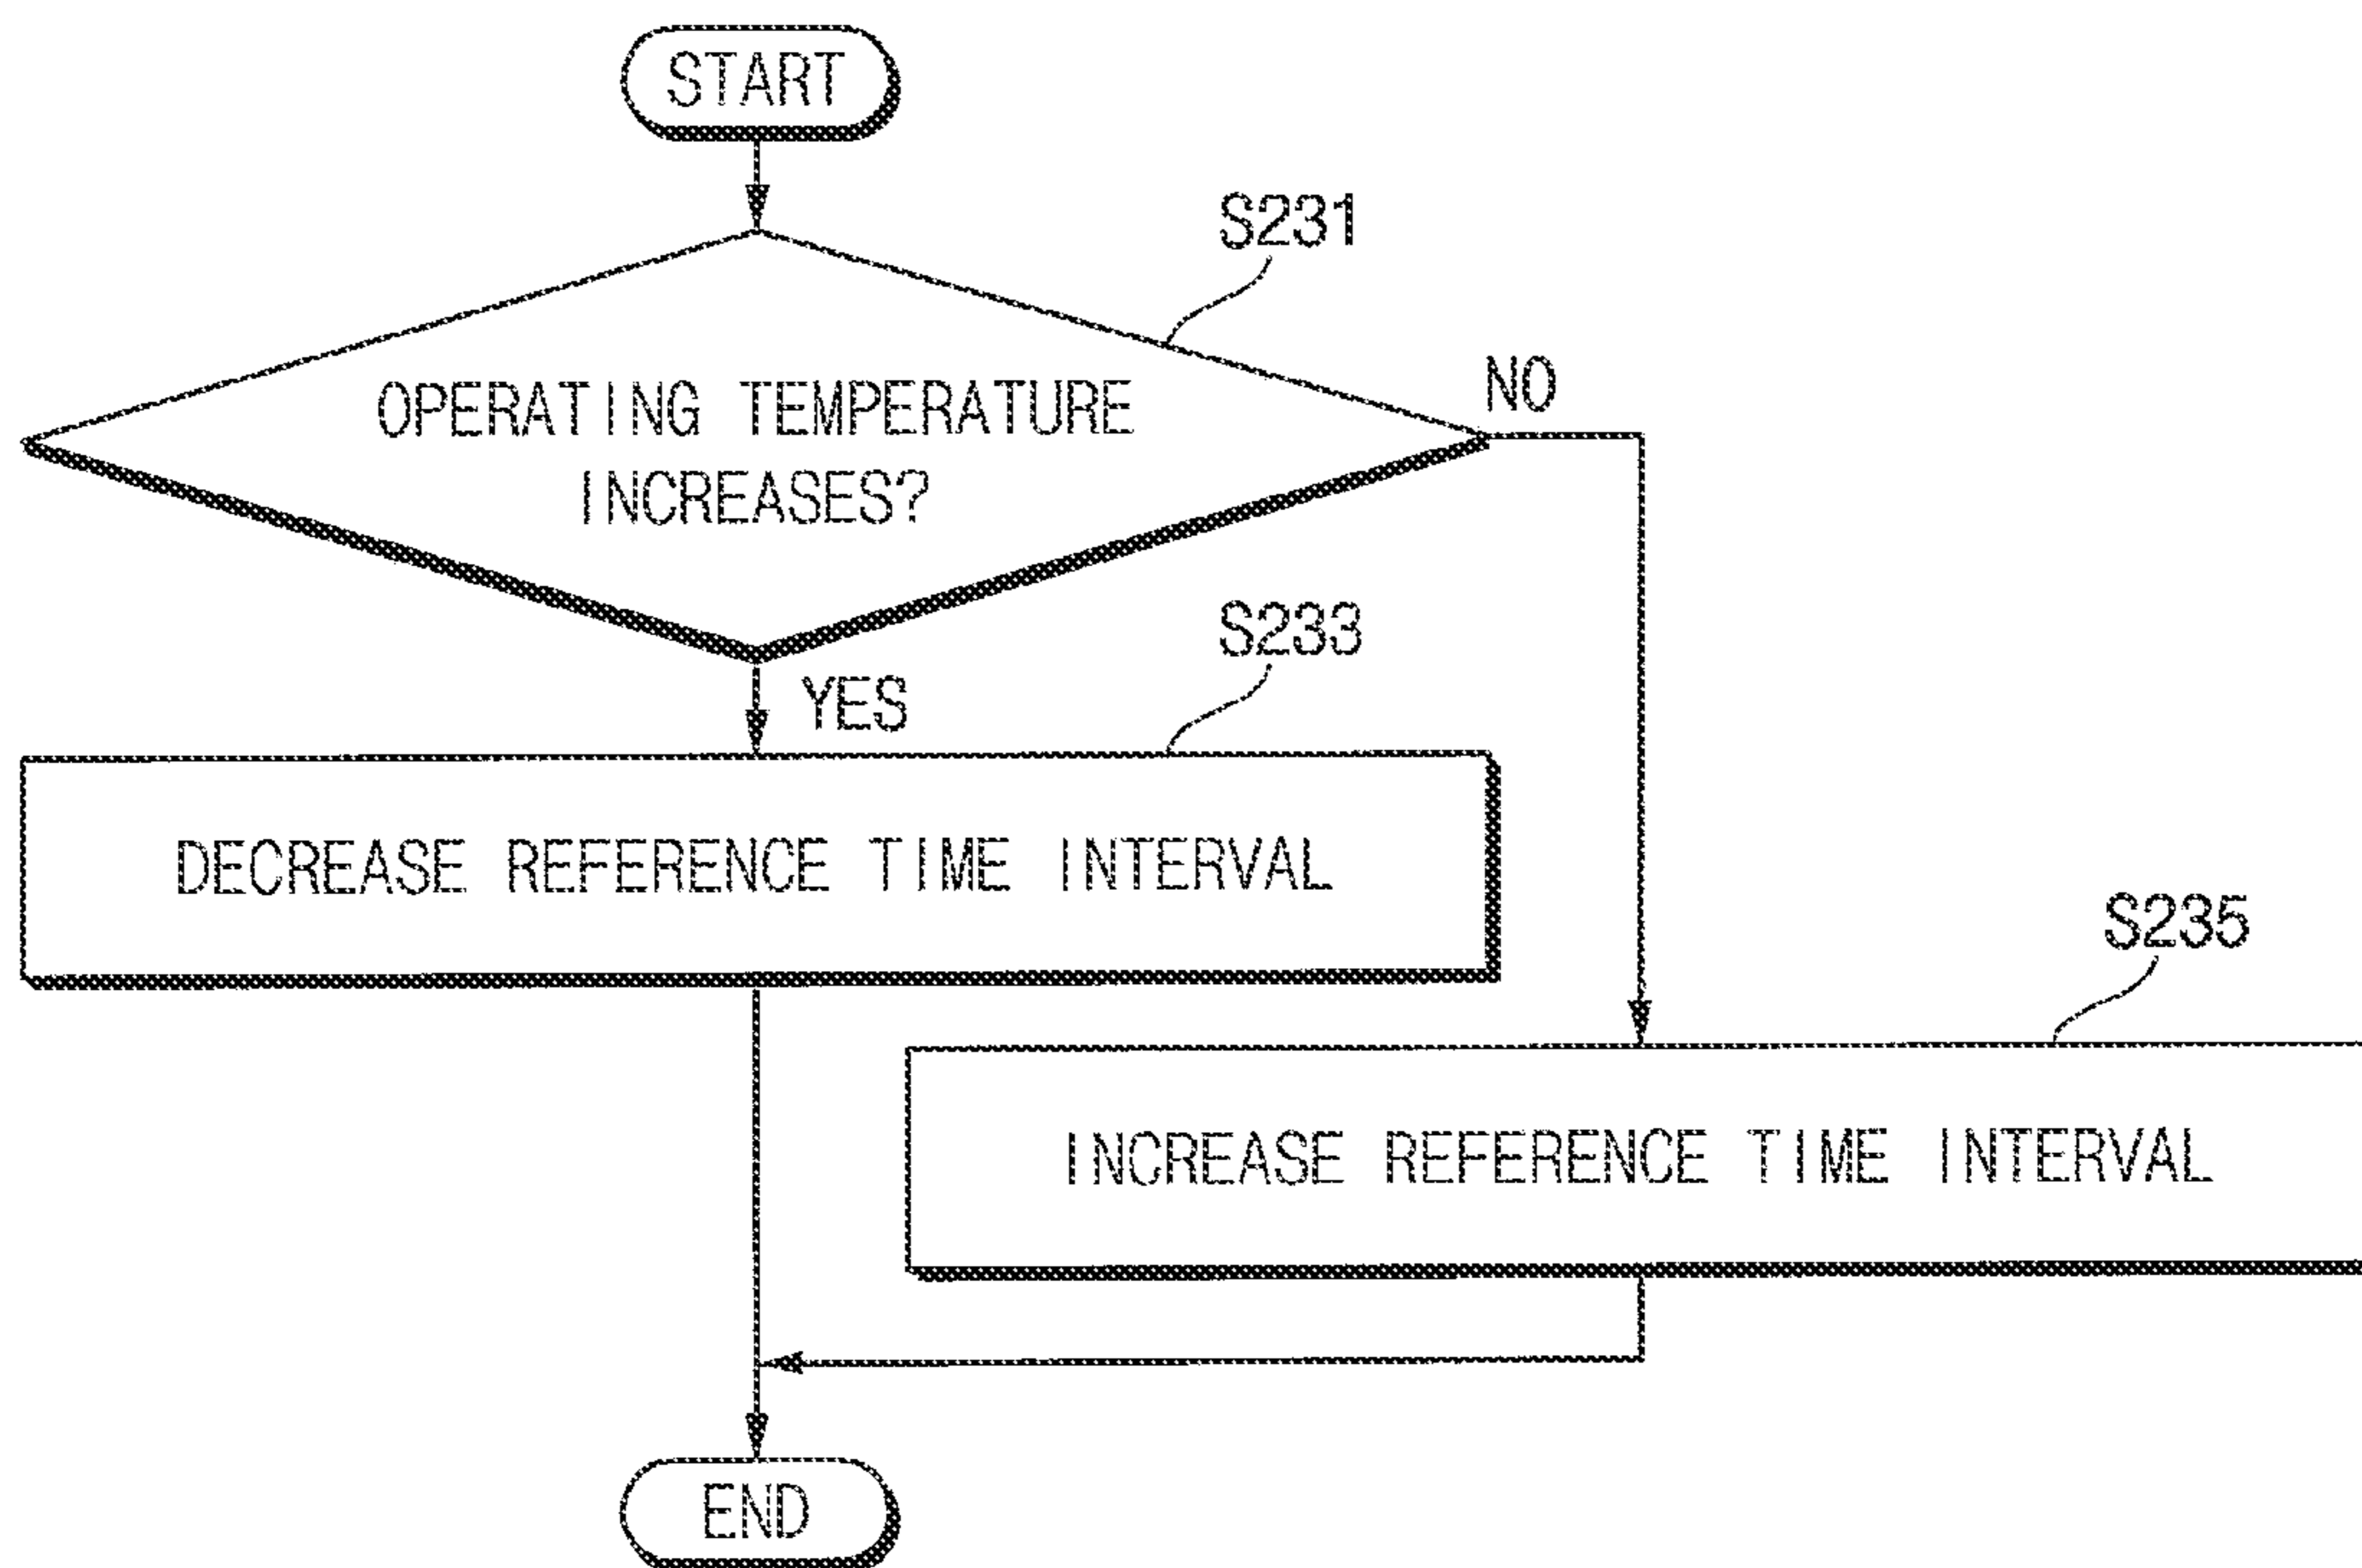 START
S231
OPERATING TEMPERATURE
INCREASES?
NO
YES
S233
DECREASE REFERENCE TIME INTERVAL
S235
INCREASE REFERENCE TIME INTERVAL
END